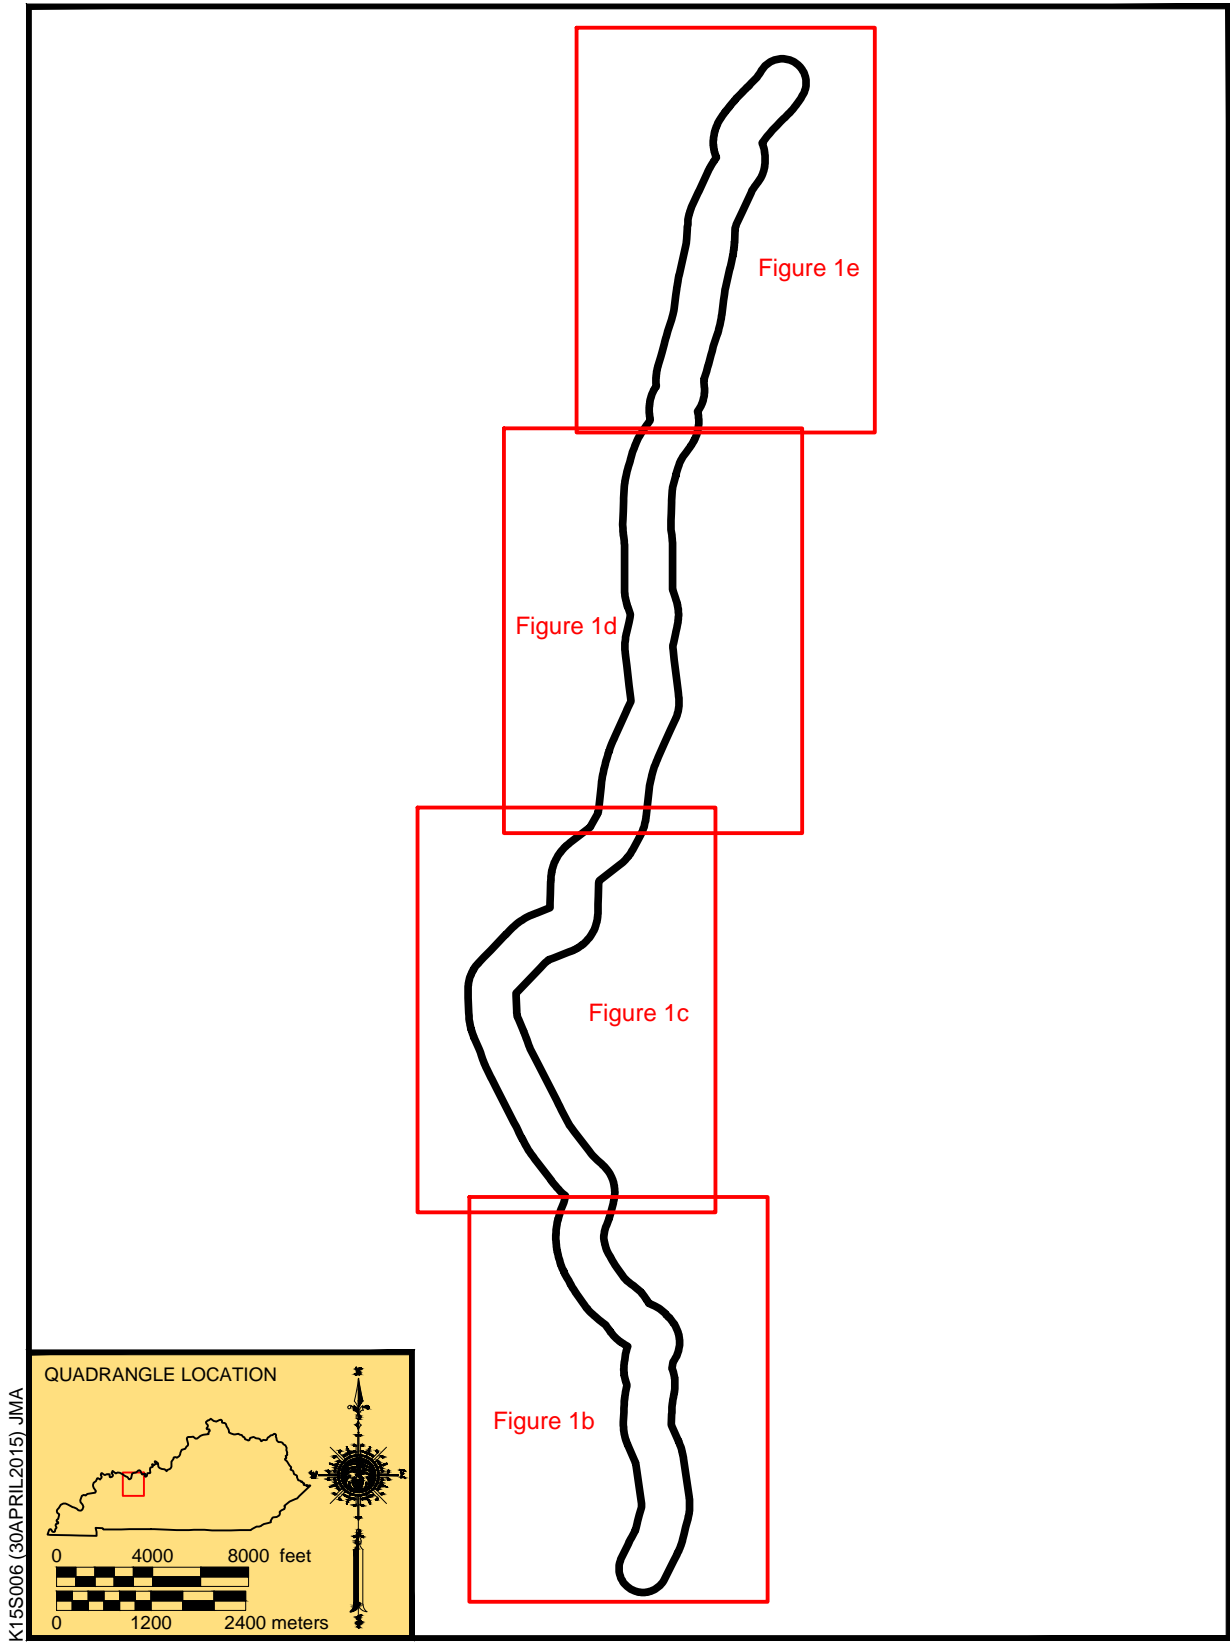 Figure 1e
Figure 1d
Figure 1c
Figure 1b
QUADRANGLE LOCATION
0 4000 8000 feet
0 1200 2400 meters
K15S006 (30APRIL2015) JMA